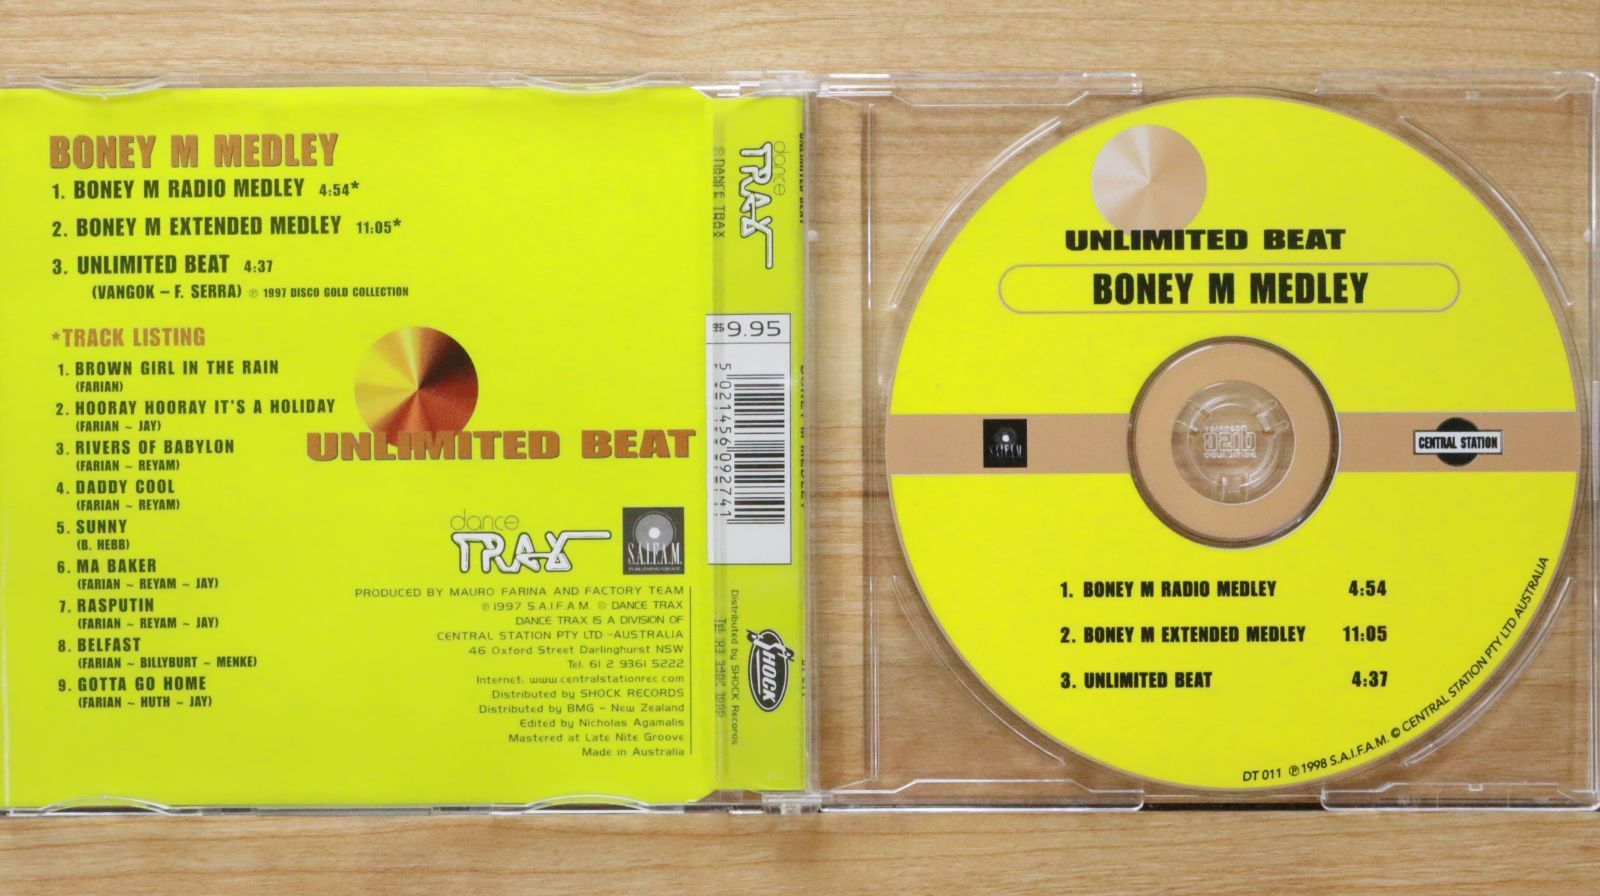 BONEY M MEDLEY
1. BONEY M RADIO MEDLEY 4:54*
2. BONEY M EXTENDED MEDLEY 11:05*
3. UNLIMITED BEAT 4:37
(VANGOK – F. SERRA) ℗ 1997 DISCO GOLD COLLECTION
*TRACK LISTING
1. BROWN GIRL IN THE RAIN
(FARIAN)
2. HOORAY HOORAY IT'S A HOLIDAY
(FARIAN ~ JAY)
3. RIVERS OF BABYLON
(FARIAN ~ REYAM)
4. DADDY COOL
(FARIAN ~ REYAM)
5. SUNNY
(B. HEBB)
6. MA BAKER
(FARIAN ~ REYAM ~ JAY)
7. RASPUTIN
(FARIAN ~ REYAM ~ JAY)
8. BELFAST
(FARIAN ~ BILLYBURT ~ MENKE)
9. GOTTA GO HOME
(FARIAN ~ HUTH ~ JAY)
UNLIMITED BEAT
dance
TRAX
S.A.I.F.A.M.
PUBLISHING GROUP
PRODUCED BY MAURO FARINA AND FACTORY TEAM
℗ 1997 S.A.I.F.A.M. © DANCE TRAX
DANCE TRAX IS A DIVISION OF
CENTRAL STATION PTY LTD ~AUSTRALIA
46 Oxford Street Darlinghurst NSW
Tel: 61 2 9361 5222
Internet: www.centralstationrec.com
Distributed by SHOCK RECORDS
Distributed by BMG – New Zealand
Edited by Nicholas Agamalis
Mastered at Late Nite Groove
Made in Australia
dance
TRAX
© DANCE TRAX
UNLIMITED BEAT
9.95
5 021456 092741
BONEY M MEDLEY
SHOCK
Distributed by SHOCK Records
UNLIMITED BEAT
BONEY M MEDLEY
S.A.I.F.A.M.
CENTRAL STATION
1. BONEY M RADIO MEDLEY 4:54
2. BONEY M EXTENDED MEDLEY 11:05
3. UNLIMITED BEAT 4:37
DT 011 ℗ 1998 S.A.I.F.A.M. © CENTRAL STATION PTY LTD AUSTRALIA